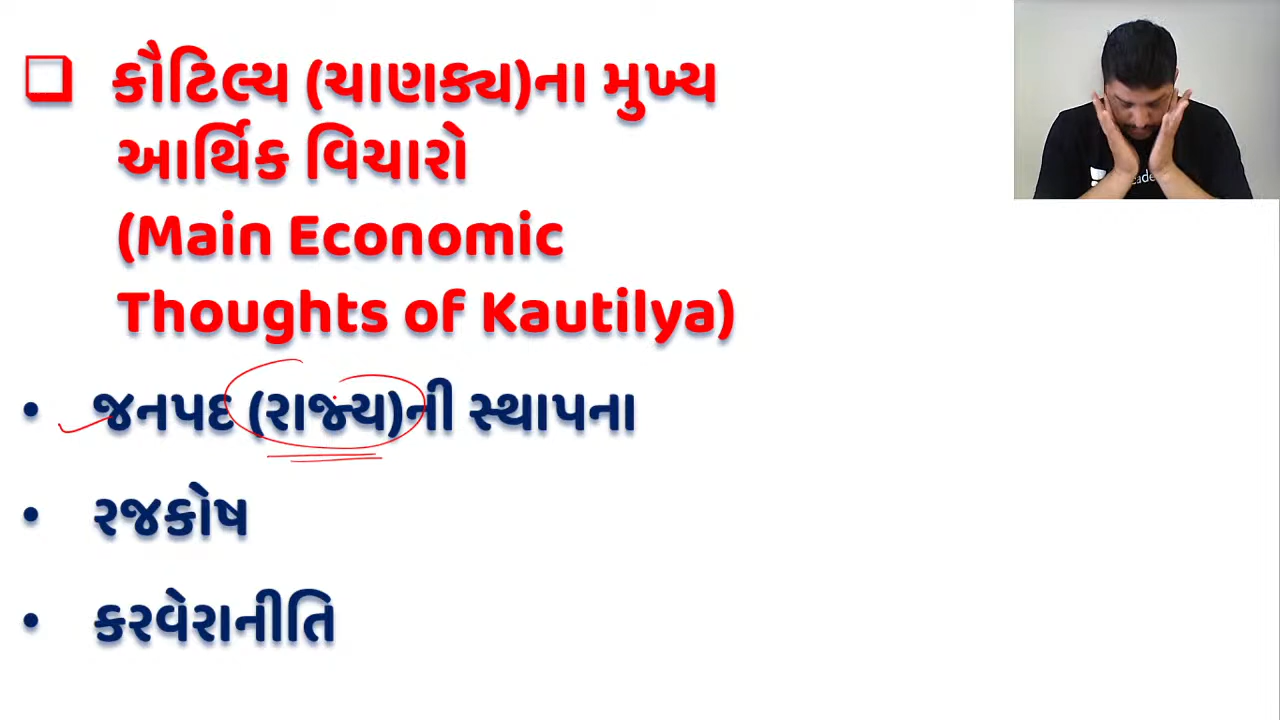 ❑ કૌટિલ્ય (ચાણક્ય)ના મુખ્ય
આર્થિક વિચારો
(Main Economic
Thoughts of Kautilya)
• જનપદ (રાજ્ય)ની સ્થાપના
• રજકોષ
• કરવેરાનીતિ